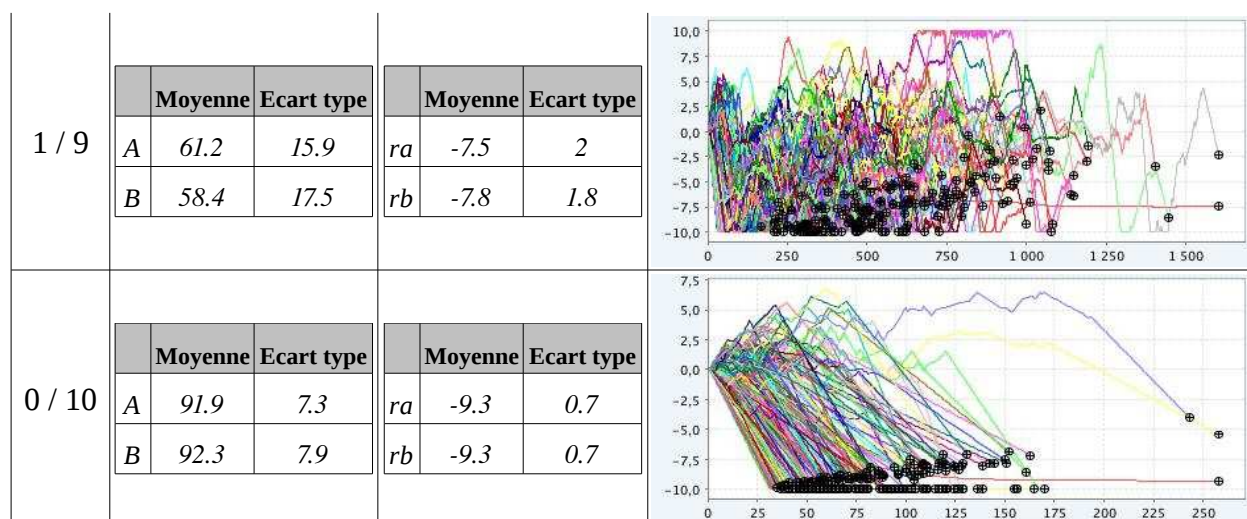 1 / 9
Moyenne Ecart type
A 61.2 15.9
B 58.4 17.5
Moyenne Ecart type
ra -7.5 2
rb -7.8 1.8
10,0
7,5
5,0
2,5
0,0
-2,5
-5,0
-7,5
-10,0
0 250 500 750 1 000 1 250 1 500
0 / 10
Moyenne Ecart type
A 91.9 7.3
B 92.3 7.9
Moyenne Ecart type
ra -9.3 0.7
rb -9.3 0.7
7,5
5,0
2,5
0,0
-2,5
-5,0
-7,5
-10,0
0 25 50 75 100 125 150 175 200 225 250